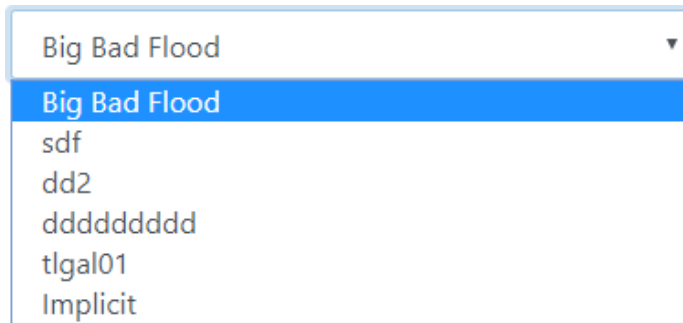 Big Bad Flood
Big Bad Flood
sdf
dd2
ddddddddd
tlgal01
Implicit